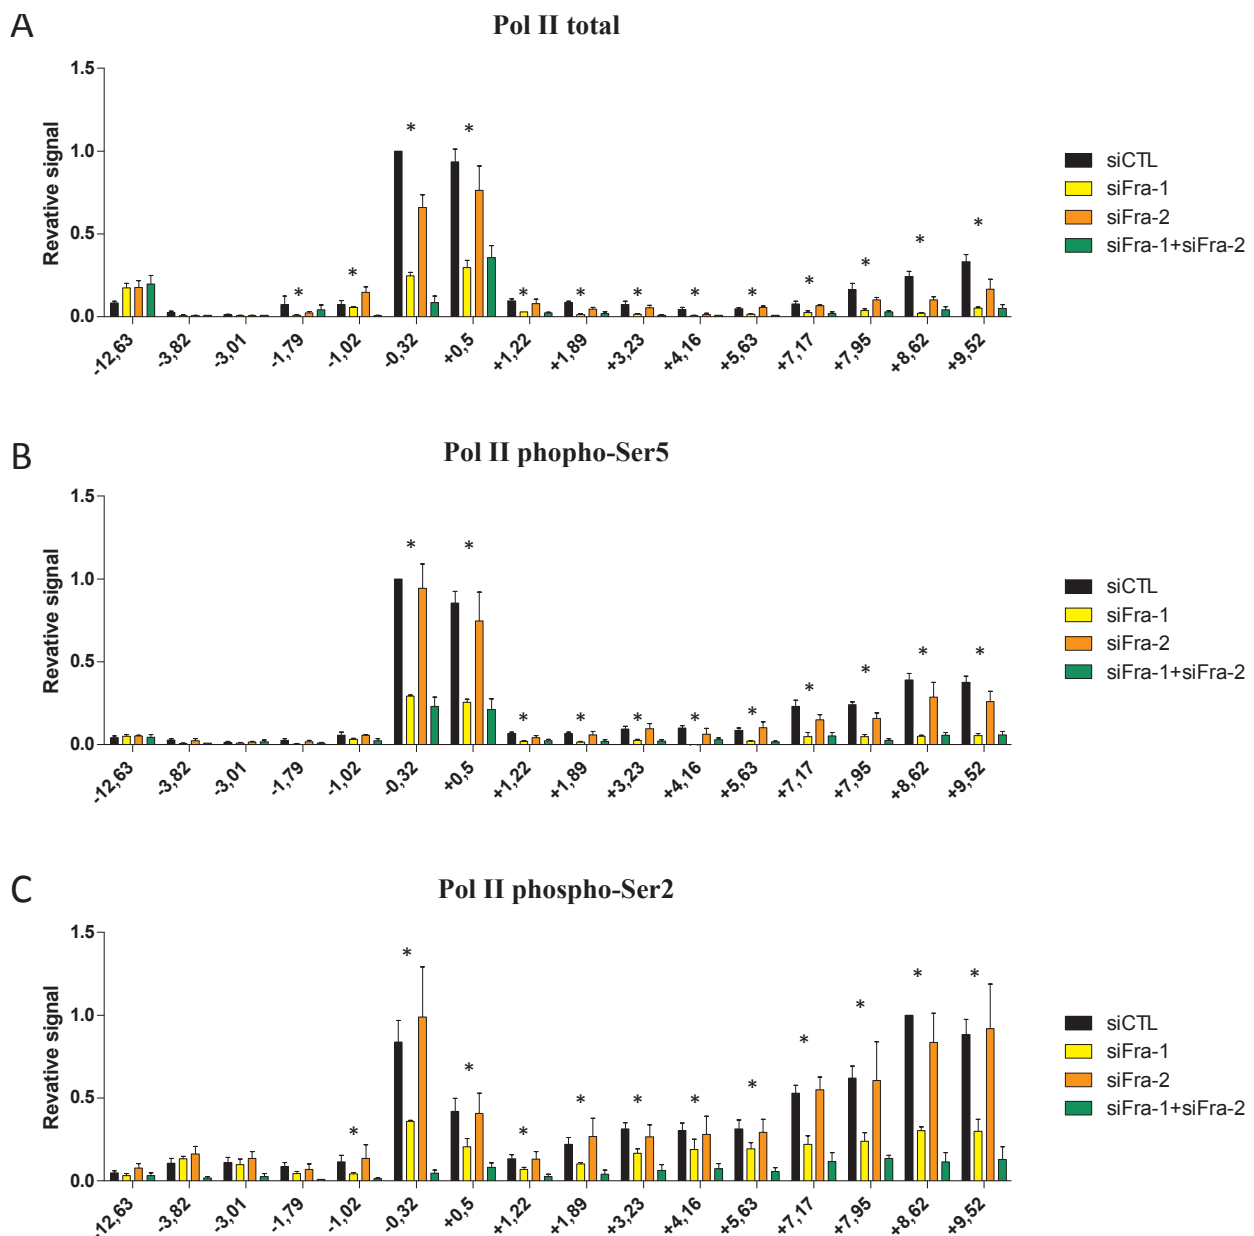 A
Pol II total
Revative signal
1.5
1.0
0.5
0.0
* * * * * * * * * * * * * *
-12,63 -3,82 -3,01 -1,79 -1,02 -0,32 +0,5 +1,22 +1,89 +3,23 +4,16 +5,63 +7,17 +7,95 +8,62 +9,52
siCTL
siFra-1
siFra-2
siFra-1+siFra-2
B
Pol II phopho-Ser5
Revative signal
1.5
1.0
0.5
0.0
* * * * * * * * * * *
-12,63 -3,82 -3,01 -1,79 -1,02 -0,32 +0,5 +1,22 +1,89 +3,23 +4,16 +5,63 +7,17 +7,95 +8,62 +9,52
siCTL
siFra-1
siFra-2
siFra-1+siFra-2
C
Pol II phospho-Ser2
Revative signal
1.5
1.0
0.5
0.0
* * * * * * * * * * * *
-12,63 -3,82 -3,01 -1,79 -1,02 -0,32 +0,5 +1,22 +1,89 +3,23 +4,16 +5,63 +7,17 +7,95 +8,62 +9,52
siCTL
siFra-1
siFra-2
siFra-1+siFra-2